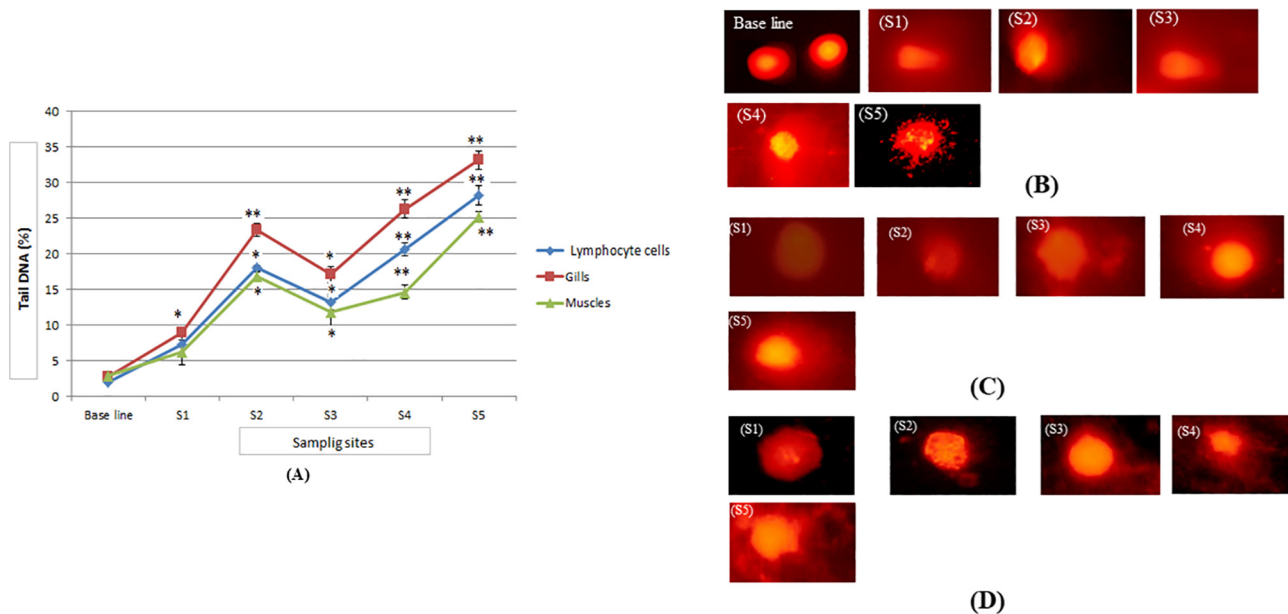 40
35
30
25
20
15
10
5
0
Tail DNA (%)
** ** ** ** ** * * * * * * **
Base line S1 S2 S3 S4 S5
Samplig sites
Lymphocyte cells
Gills
Muscles
(A)
Base line (S1) (S2) (S3)
(S4) (S5)
(B)
(S1) (S2) (S3) (S4)
(S5)
(C)
(S1) (S2) (S3) (S4)
(S5)
(D)